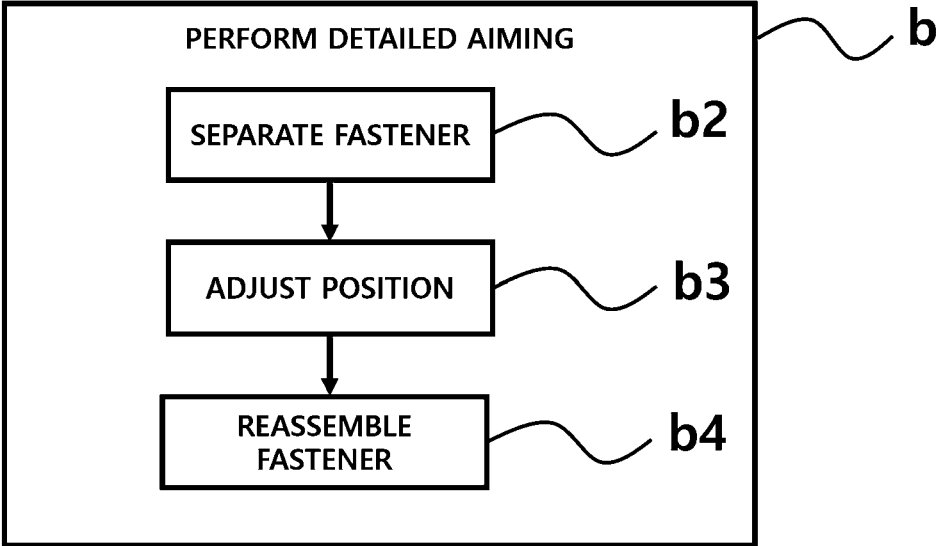 PERFORM DETAILED AIMING
b
SEPARATE FASTENER
b2
ADJUST POSITION
b3
REASSEMBLE
FASTENER
b4